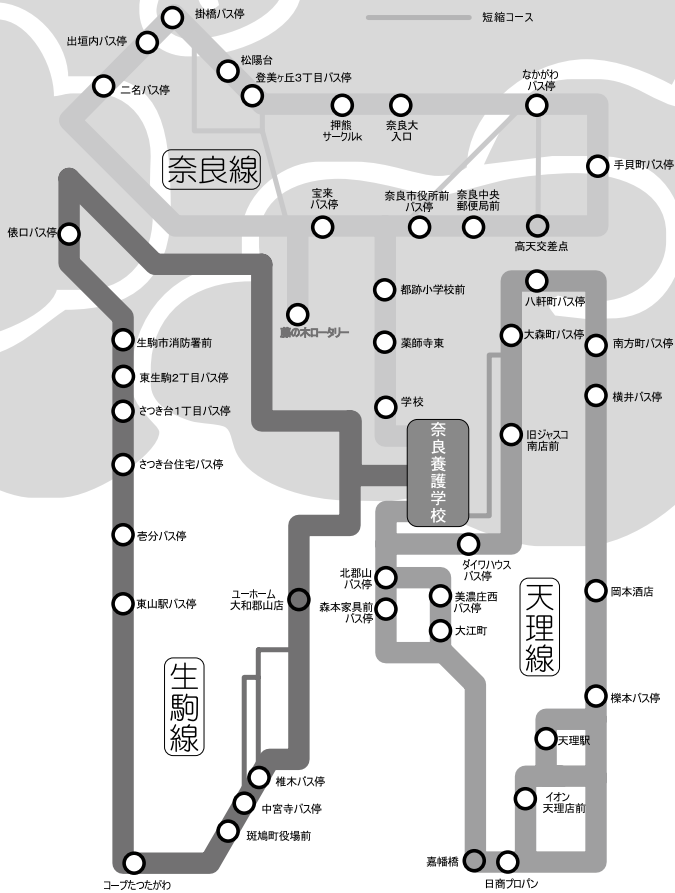 掛橋バス停
短縮コース
出垣内バス停
松陽台
登美ヶ丘3丁目バス停
二名バス停
なかがわ
バス停
押熊
サークルk
奈良大
入口
奈良線
手貝町バス停
宝来
バス停
奈良市役所前
バス停
奈良中央
郵便局前
俵口バス停
高天交差点
都跡小学校前
八軒町バス停
藤の木ロータリー
生駒市消防署前
薬師寺東
大森町バス停
南方町バス停
東生駒2丁目バス停
さつき台1丁目バス停
学校
横井バス停
奈良養護学校
旧ジャスコ
南店前
さつき台住宅バス停
壱分バス停
ダイワハウス
バス停
北郡山
バス停
ユーホーム
大和郡山店
美濃庄西
バス停
天理線
岡本酒店
東山駅バス停
森本家具前
バス停
大江町
生駒線
櫟本バス停
天理駅
椎木バス停
イオン
天理店前
中宮寺バス停
斑鳩町役場前
嘉幡橋
コープたつたがわ
日商プロパン